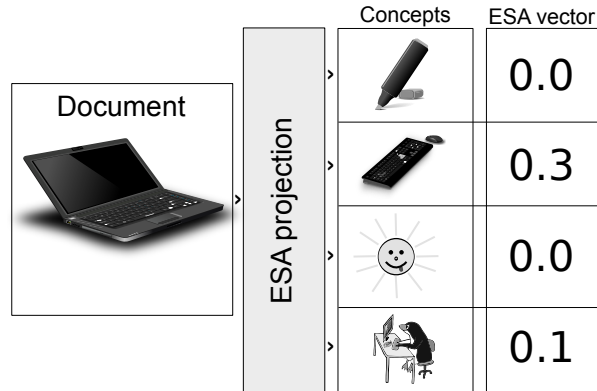 Concepts ESA vector
Document
ESA projection
0.0
0.3
0.0
0.1